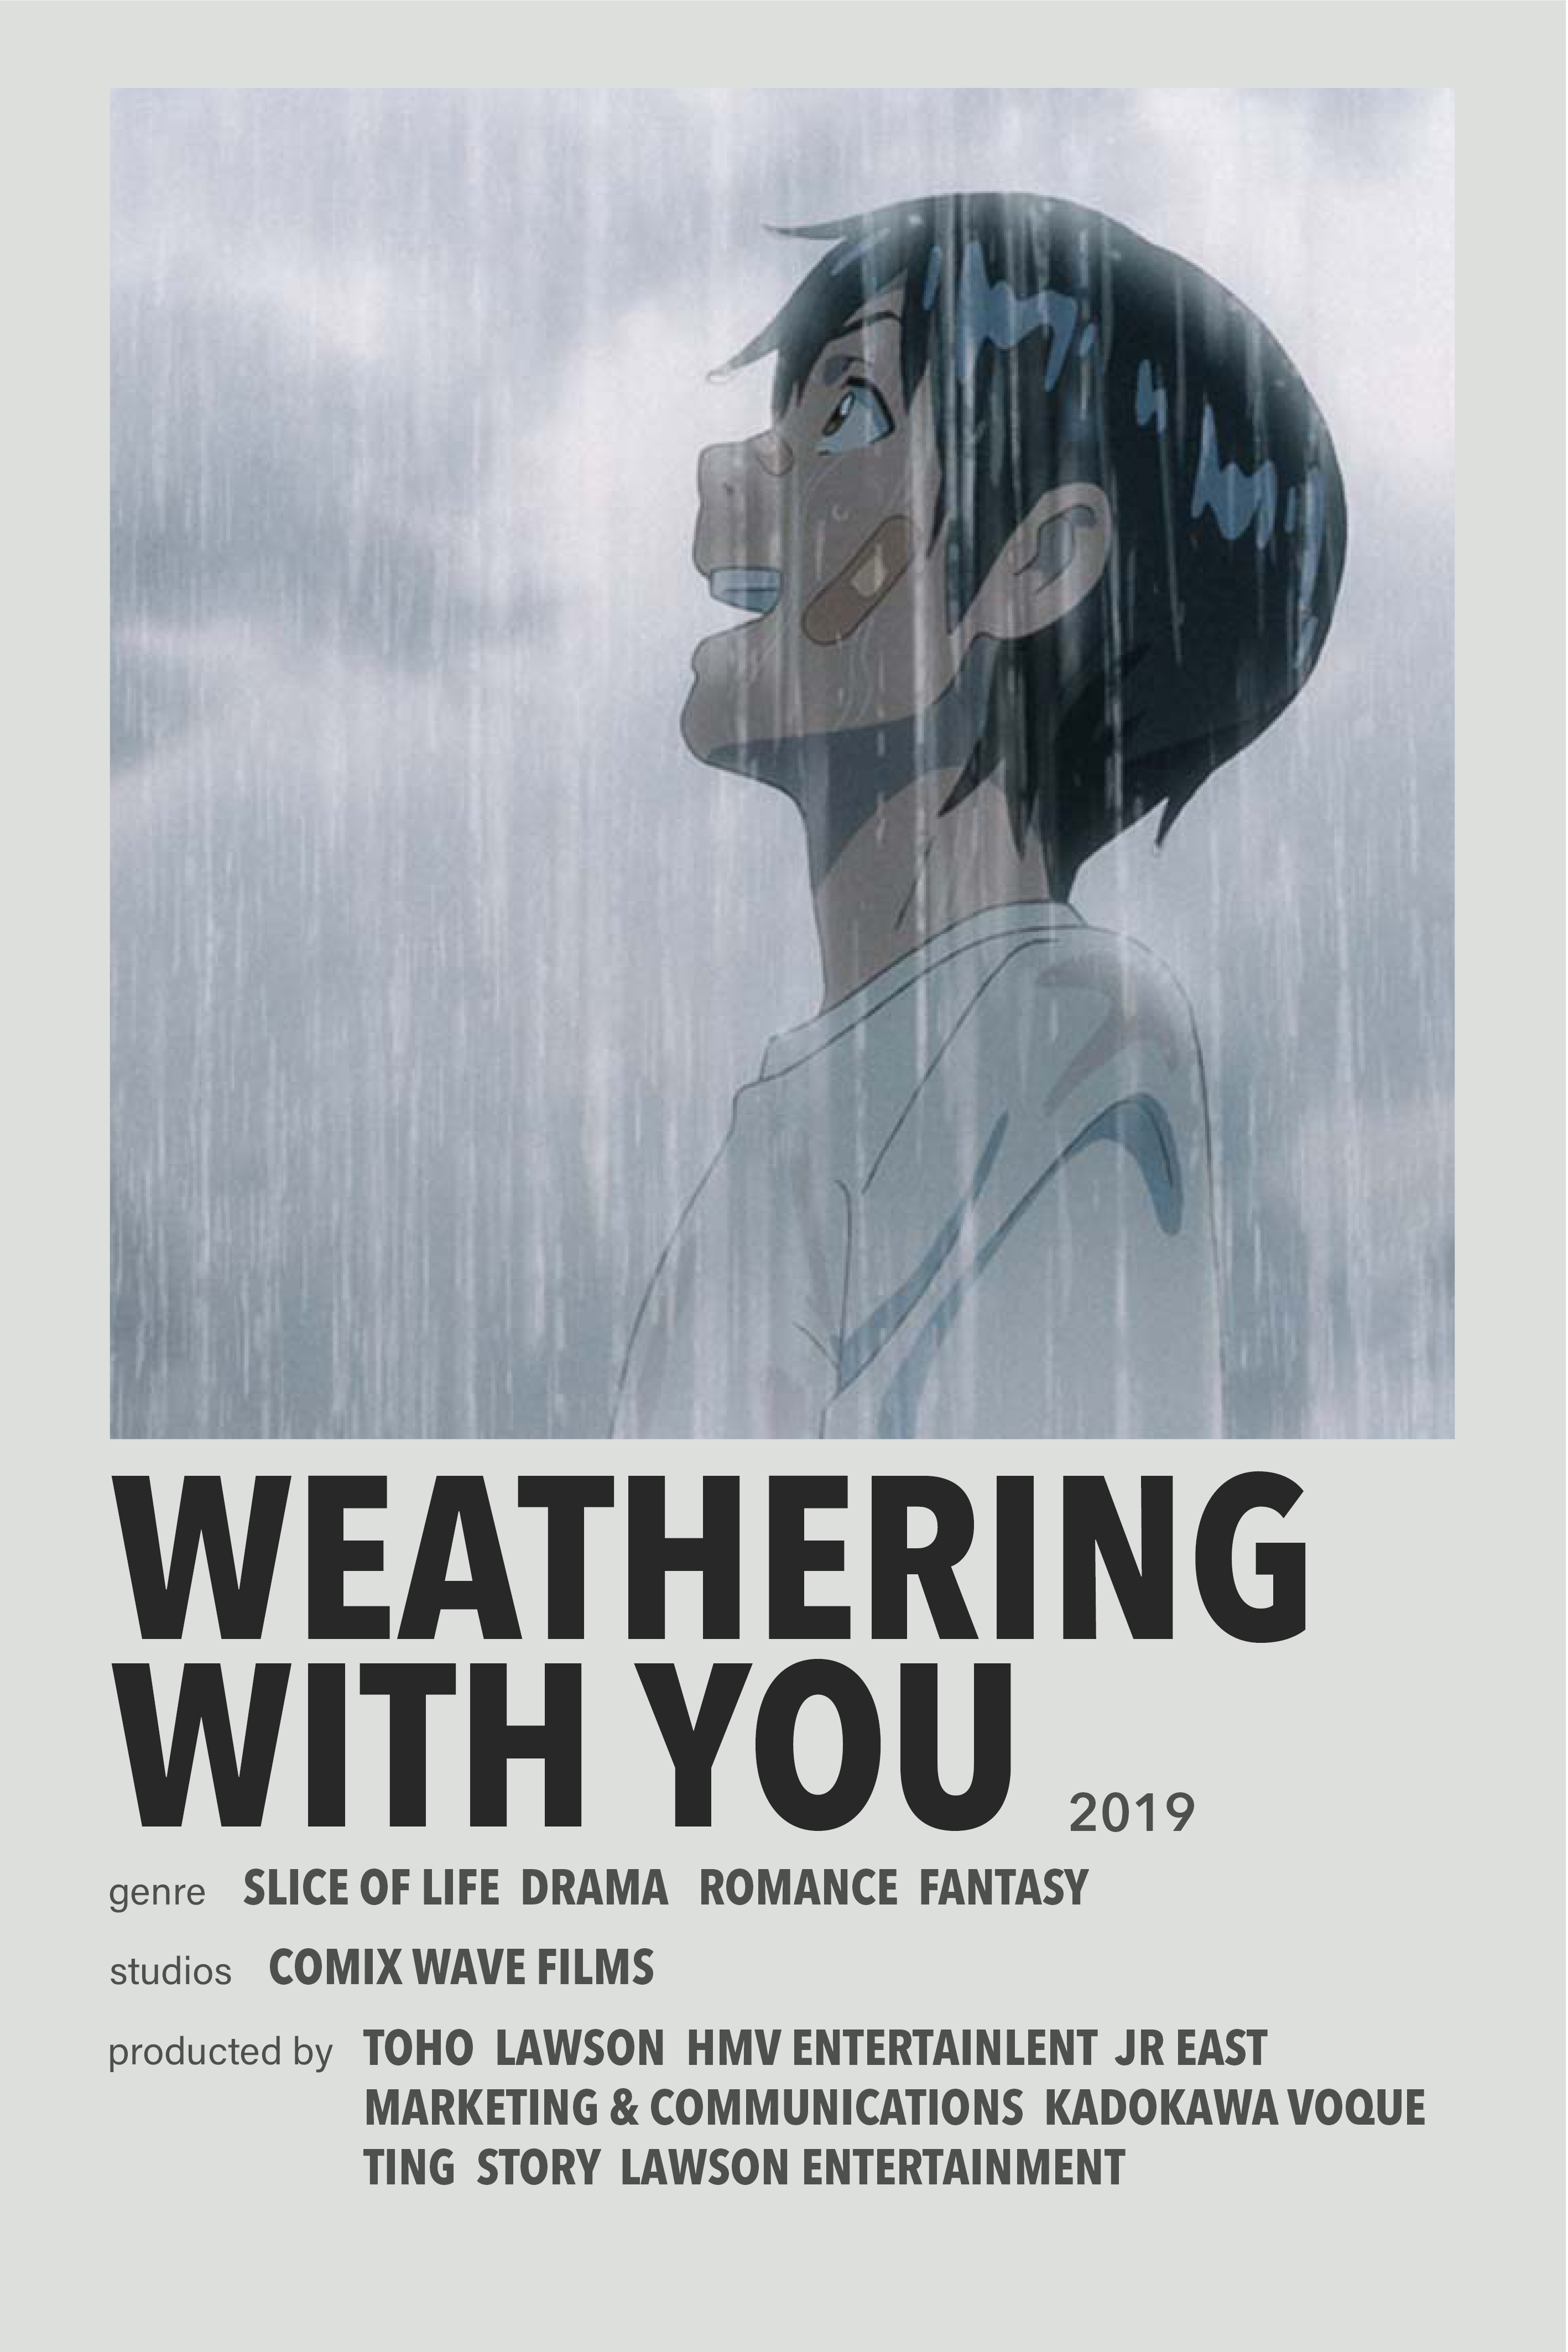 WEATHERING
WITH YOU 2019
genre SLICE OF LIFE DRAMA ROMANCE FANTASY
studios COMIX WAVE FILMS
producted by TOHO LAWSON HMV ENTERTAINLENT JR EAST
MARKETING & COMMUNICATIONS KADOKAWA VOQUE
TING STORY LAWSON ENTERTAINMENT